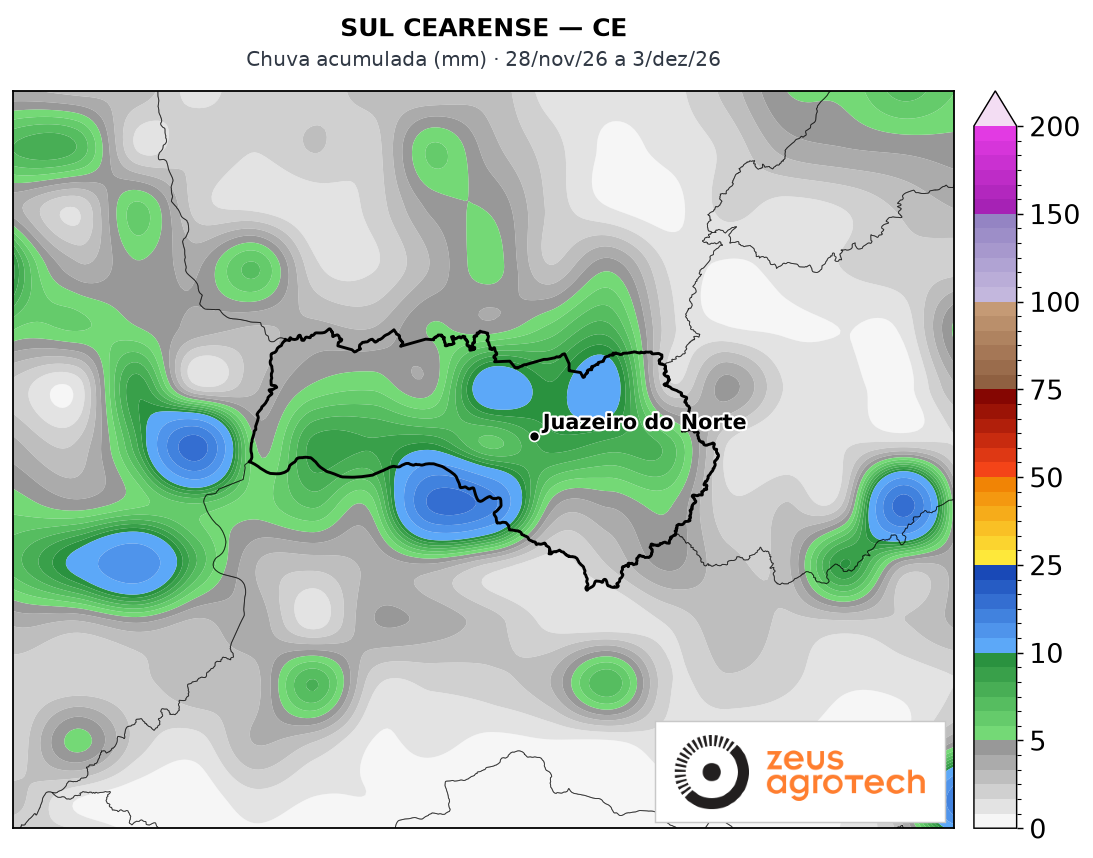 SUL CEARENSE — CE
Chuva acumulada (mm) · 28/nov/26 a 3/dez/26
200
150
100
75
50
25
10
5
0
Juazeiro do Norte
zeus
agrotech